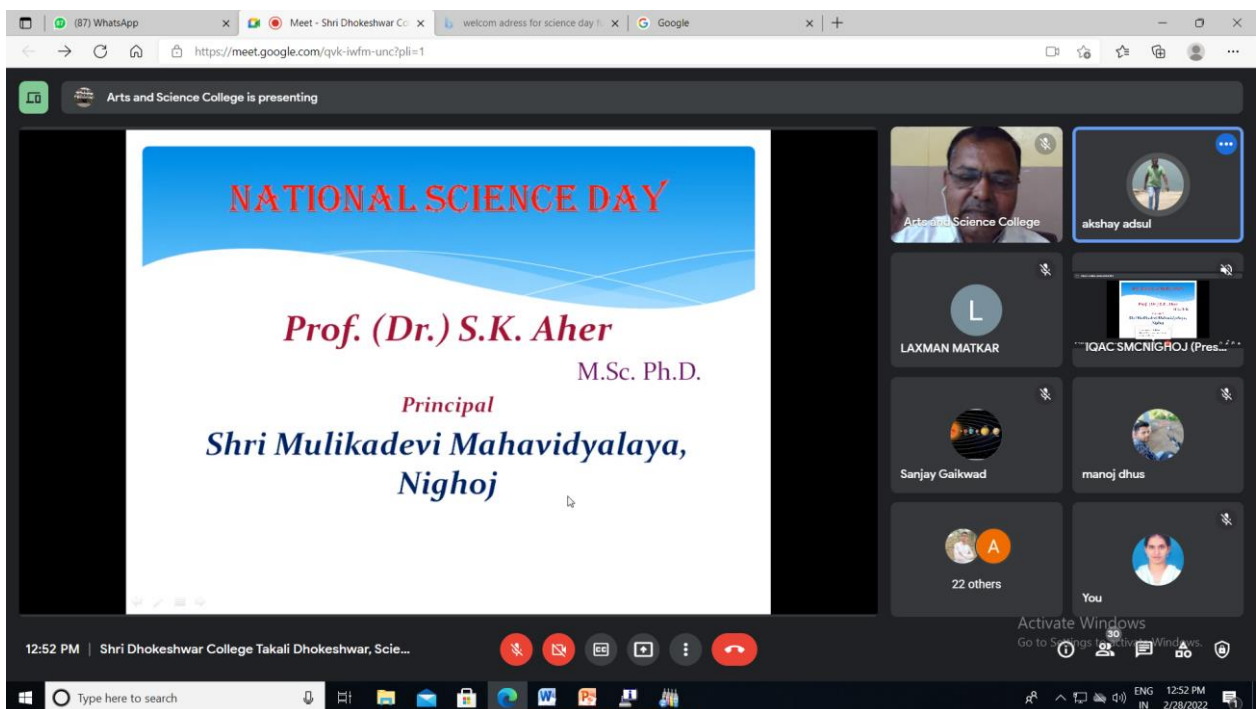 (87) WhatsApp
Meet - Shri Dhokeshwar Co
welcom adress for science day f
Google
https://meet.google.com/qvk-iwfm-unc?pli=1
Arts and Science College is presenting
NATIONAL SCIENCE DAY
Prof. (Dr.) S.K. Aher
M.Sc. Ph.D.
Principal
Shri Mulikadevi Mahavidyalaya,
Nighoj
Arts and Science College
akshay adsul
L
LAXMAN MATKAR
IQAC SMCNIGHOJ (Pres...
Sanjay Gaikwad
manoj dhus
A
22 others
You
Activate Windows
Go to Settings to activate Windows.
30
12:52 PM | Shri Dhokeshwar College Takali Dhokeshwar, Scie...
CC
Type here to search
ENG
IN
12:52 PM
2/28/2022
1